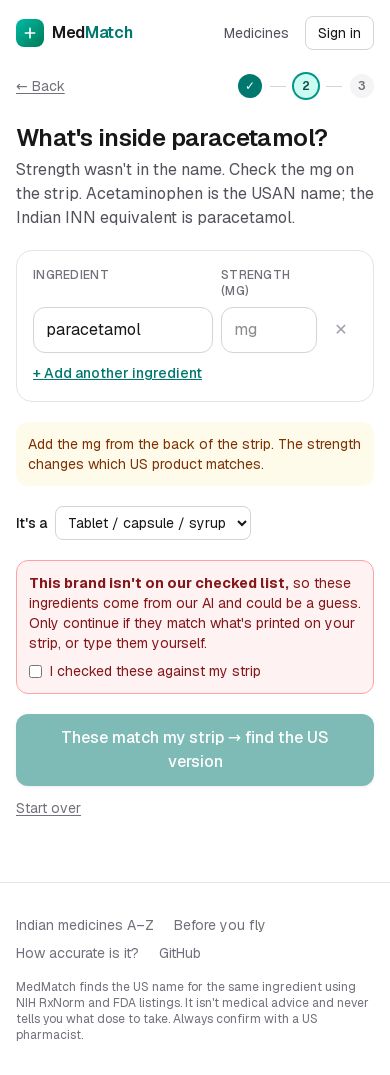 MedMatch
Medicines
Sign in
← Back
✓
2
3
What's inside paracetamol?
Strength wasn't in the name. Check the mg on
the strip. Acetaminophen is the USAN name; the
Indian INN equivalent is paracetamol.
INGREDIENT
STRENGTH
(MG)
paracetamol
mg
×
+ Add another ingredient
Add the mg from the back of the strip. The strength
changes which US product matches.
It's a
Tablet / capsule / syrup
This brand isn't on our checked list, so these
ingredients come from our AI and could be a guess.
Only continue if they match what's printed on your
strip, or type them yourself.
I checked these against my strip
These match my strip → find the US
version
Start over
Indian medicines A–Z
Before you fly
How accurate is it?
GitHub
MedMatch finds the US name for the same ingredient using
NIH RxNorm and FDA listings. It isn't medical advice and never
tells you what dose to take. Always confirm with a US
pharmacist.